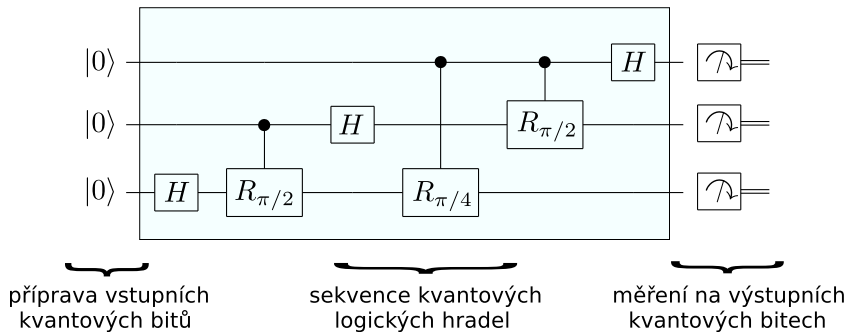 |0⟩ H
|0⟩ H R_{π/2}
|0⟩ H R_{π/2} R_{π/4}
příprava vstupních
kvantových bitů
sekvence kvantových
logických hradel
měření na výstupních
kvantových bitech